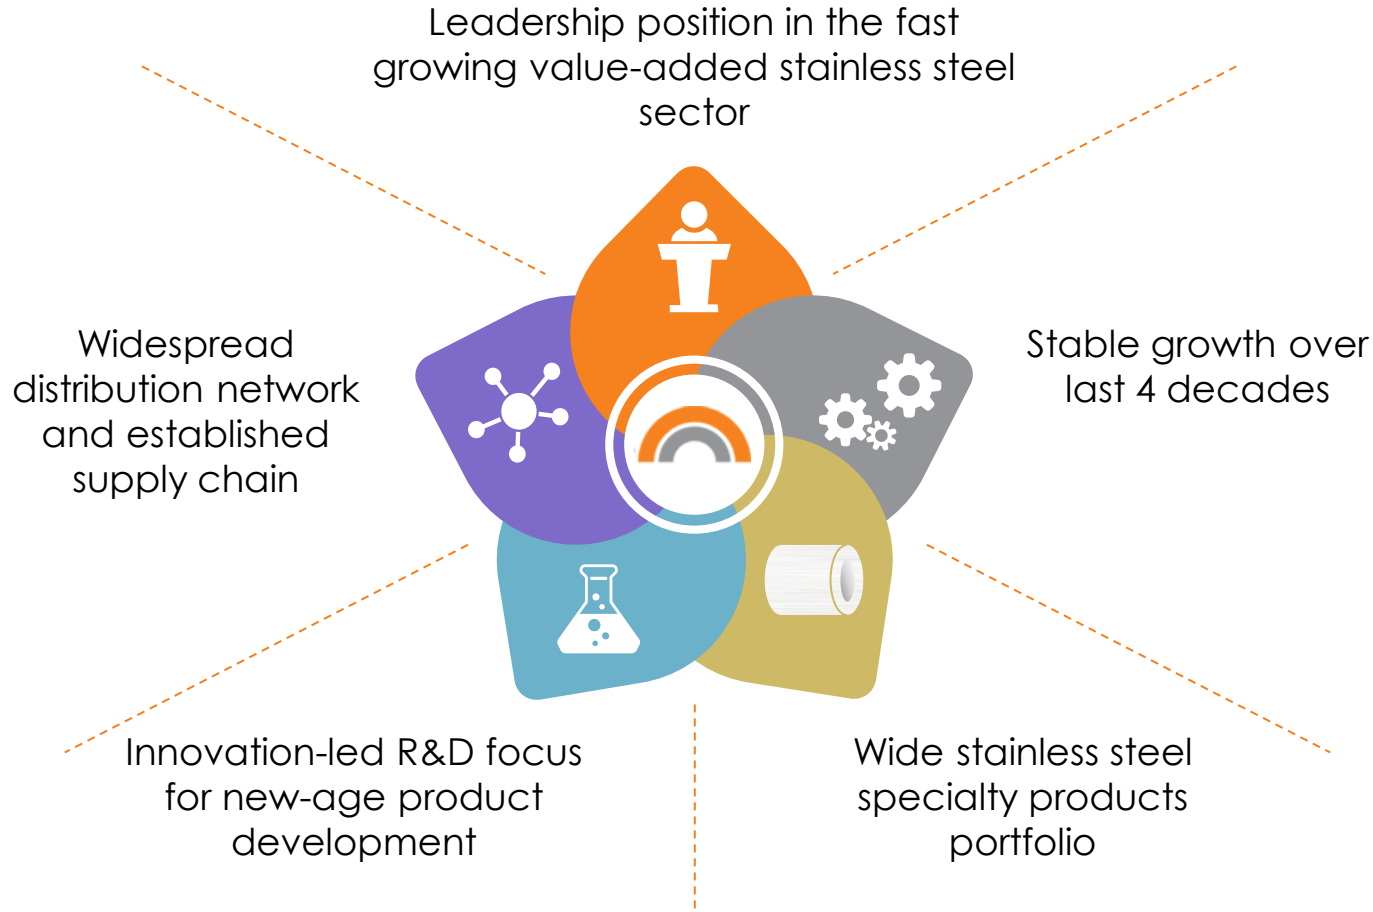 Leadership position in the fast
growing value-added stainless steel
sector
Widespread
distribution network
and established
supply chain
Stable growth over
last 4 decades
Innovation-led R&D focus
for new-age product
development
Wide stainless steel
specialty products
portfolio